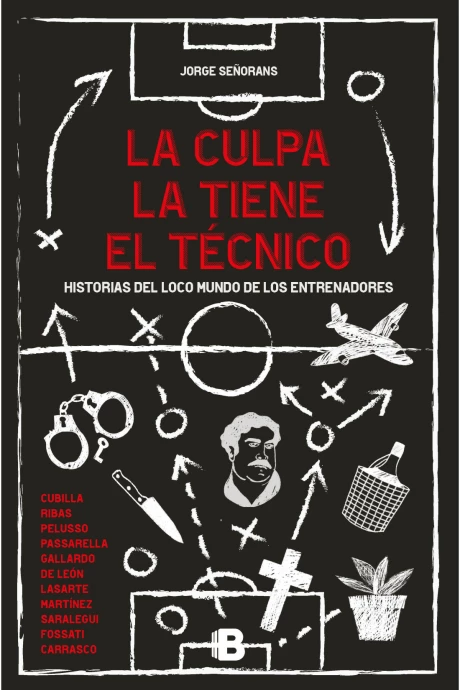 JORGE SEÑORANS
LA CULPA
LA TIENE
EL TÉCNICO
HISTORIAS DEL LOCO MUNDO DE LOS ENTRENADORES
CUBILLA
RIBAS
PELUSSO
PASSARELLA
GALLARDO
DE LEÓN
LASARTE
MARTÍNEZ
SARALEGUI
FOSSATI
CARRASCO
B